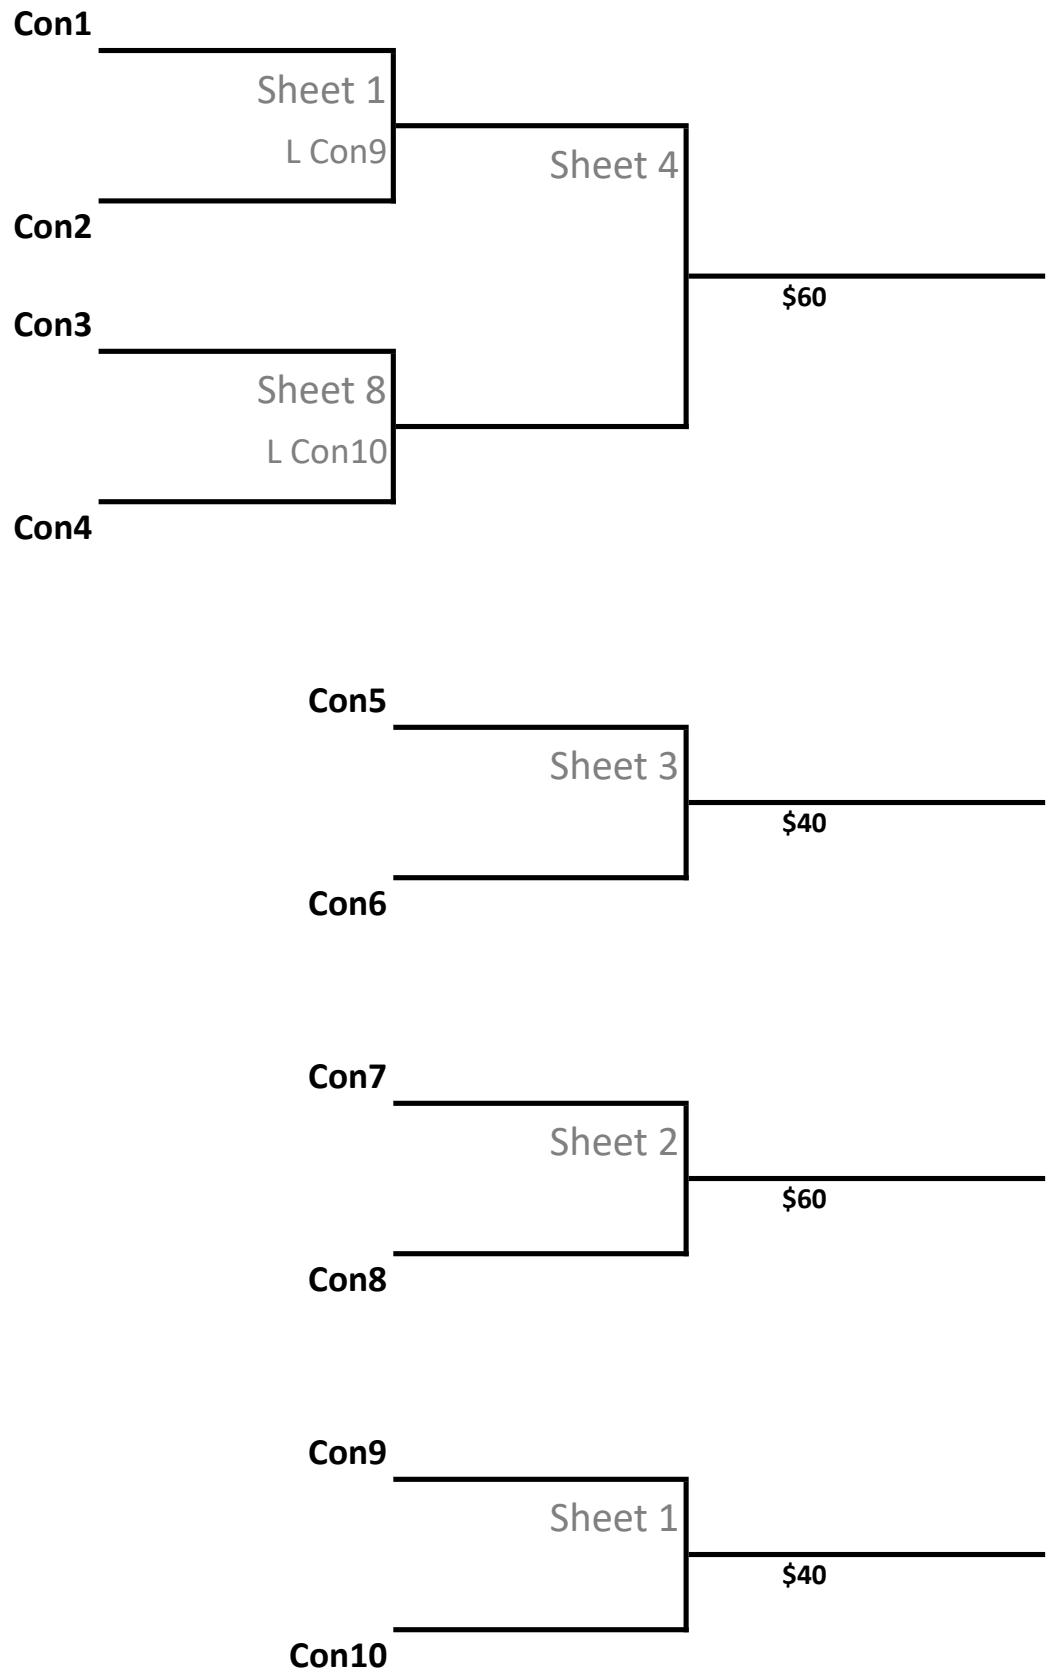 Con1
Sheet 1
L Con9
Sheet 4
Con2
$60
Con3
Sheet 8
L Con10
Con4
Con5
Sheet 3
$40
Con6
Con7
Sheet 2
$60
Con8
Con9
Sheet 1
$40
Con10